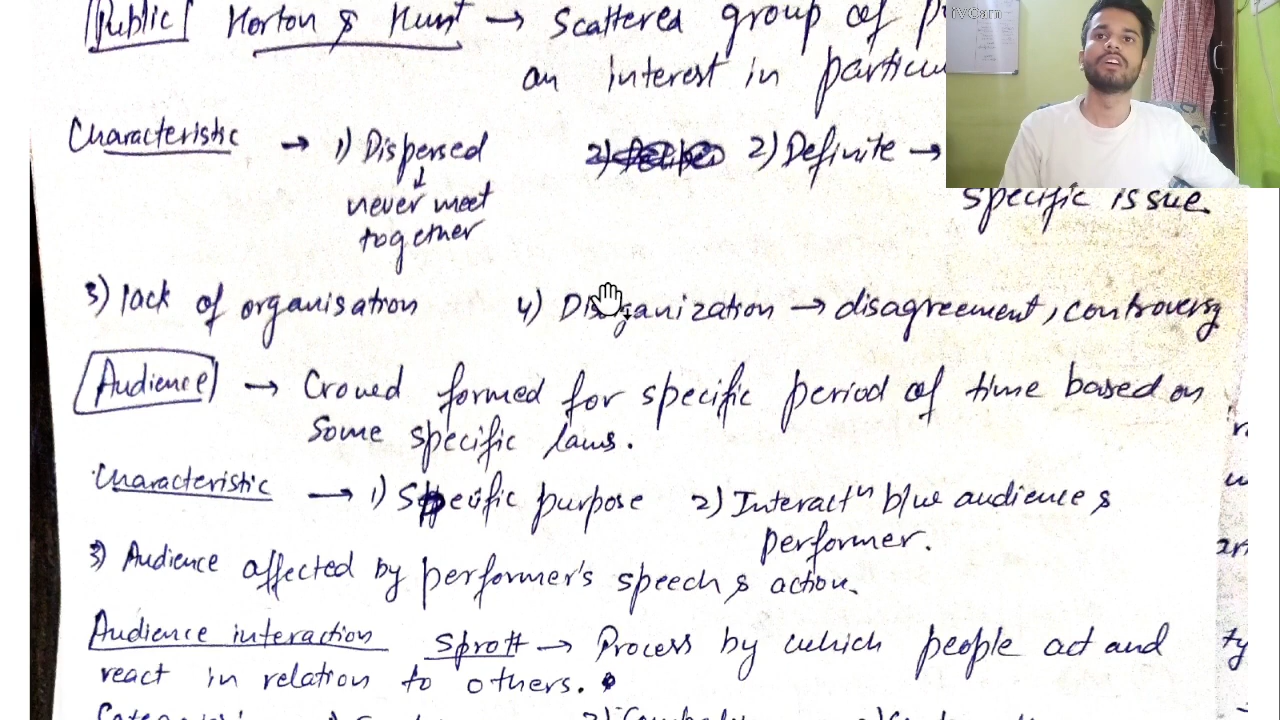 Public Horton & Hunt → Scattered group of
an interest in
Characteristic → 1) Dispersed 2) Definite →
↓
never meet
together
specific issue.
3) lack of organisation 4) Disorganization → disagreement, controversy
Audience → Crowd formed for specific period of time based on
Some specific laws.
Characteristic → 1) Specific purpose 2) Interactⁿ b/w audience &
performer.
3) Audience affected by performer's speech & action.
Audience interaction Sprott → Process by which people act and
react in relation to others.